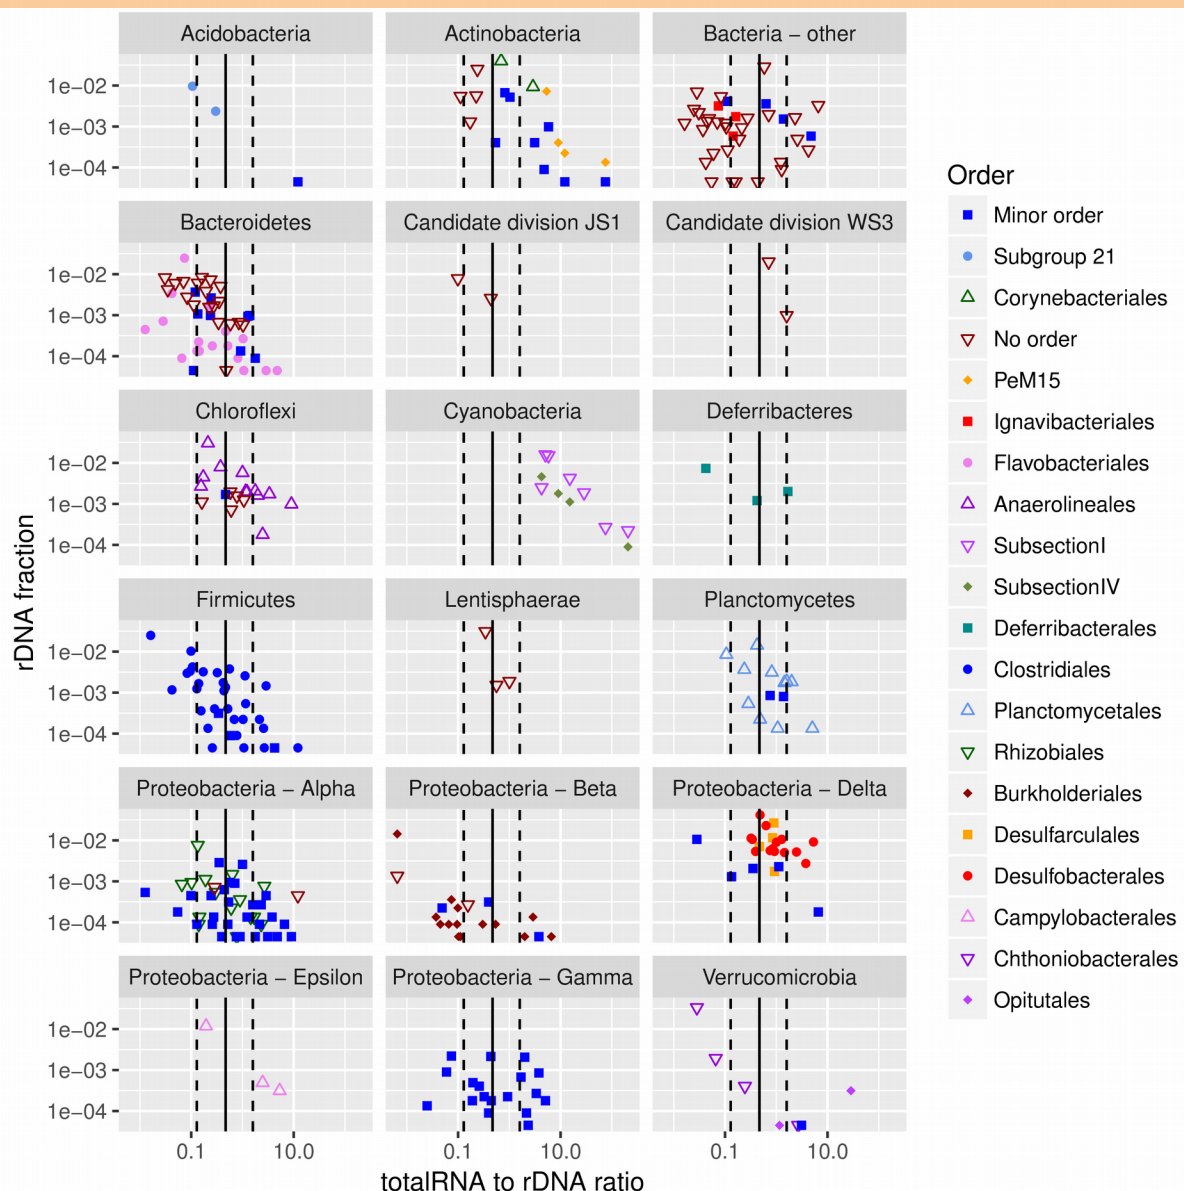 Acidobacteria Actinobacteria Bacteria – other
1e−02
1e−03
1e−04
Bacteroidetes Candidate division JS1 Candidate division WS3
1e−02
1e−03
1e−04
Chloroflexi Cyanobacteria Deferribacteres
1e−02
1e−03
1e−04
Firmicutes Lentisphaerae Planctomycetes
1e−02
1e−03
1e−04
Proteobacteria – Alpha Proteobacteria – Beta Proteobacteria – Delta
1e−02
1e−03
1e−04
Proteobacteria – Epsilon Proteobacteria – Gamma Verrucomicrobia
1e−02
1e−03
1e−04
0.1 10.0 0.1 10.0 0.1 10.0
totalRNA to rDNA ratio
rDNA fraction
Order
Minor order
Subgroup 21
Corynebacteriales
No order
PeM15
Ignavibacteriales
Flavobacteriales
Anaerolineales
SubsectionI
SubsectionIV
Deferribacterales
Clostridiales
Planctomycetales
Rhizobiales
Burkholderiales
Desulfarculales
Desulfobacterales
Campylobacterales
Chthoniobacterales
Opitutales